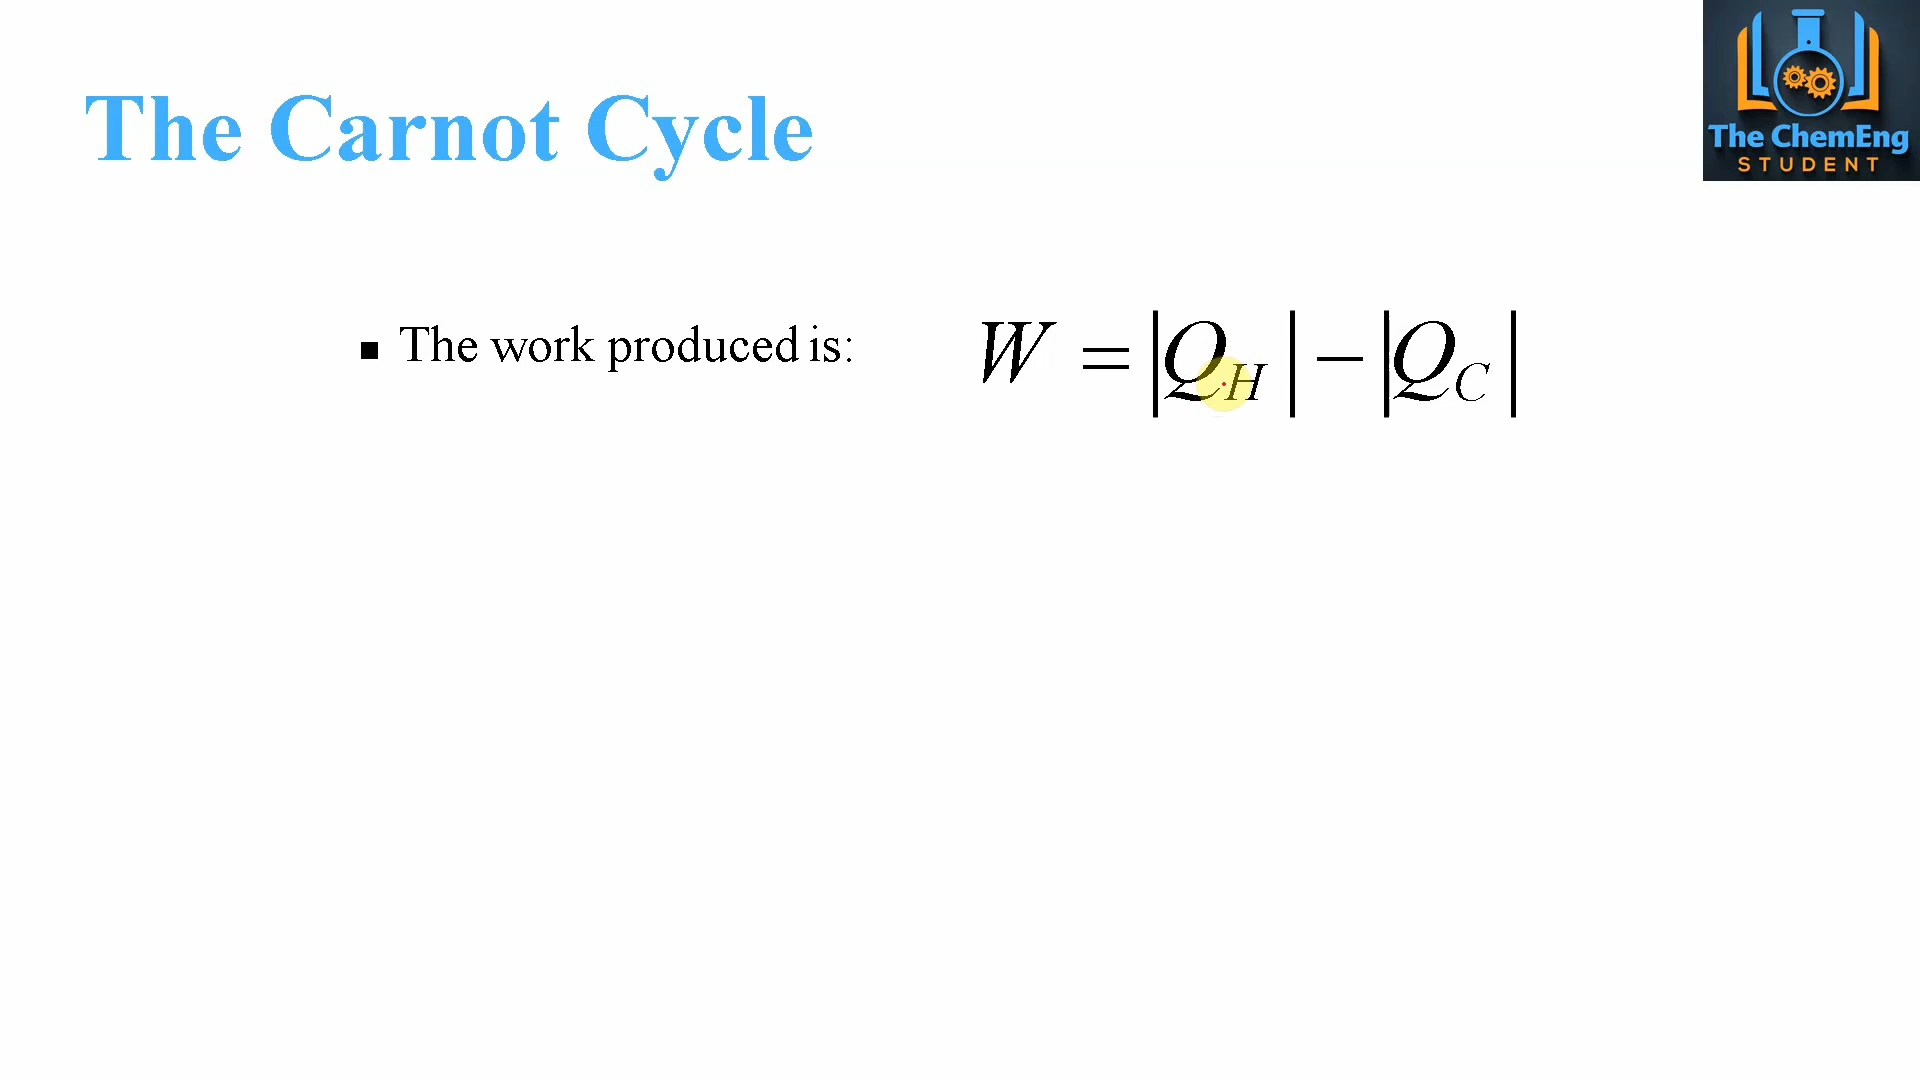 The Carnot Cycle
The ChemEng
STUDENT
■ The work produced is: W = |Q_H| − |Q_C|